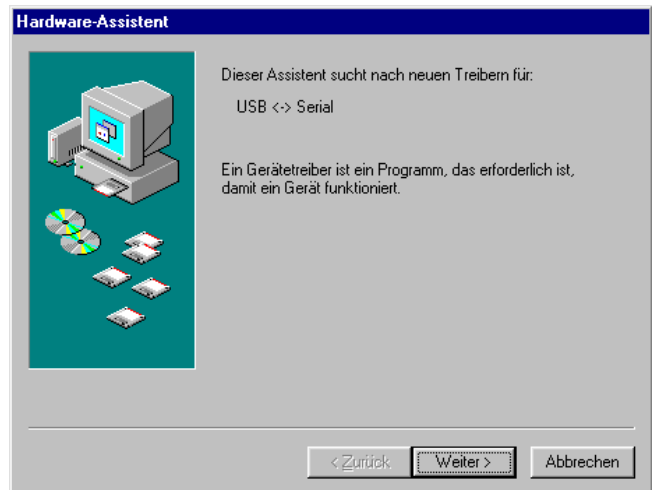 Hardware-Assistent
Dieser Assistent sucht nach neuen Treibern für:
USB <-> Serial
Ein Gerätetreiber ist ein Programm, das erforderlich ist,
damit ein Gerät funktioniert.
< Zurück
Weiter >
Abbrechen